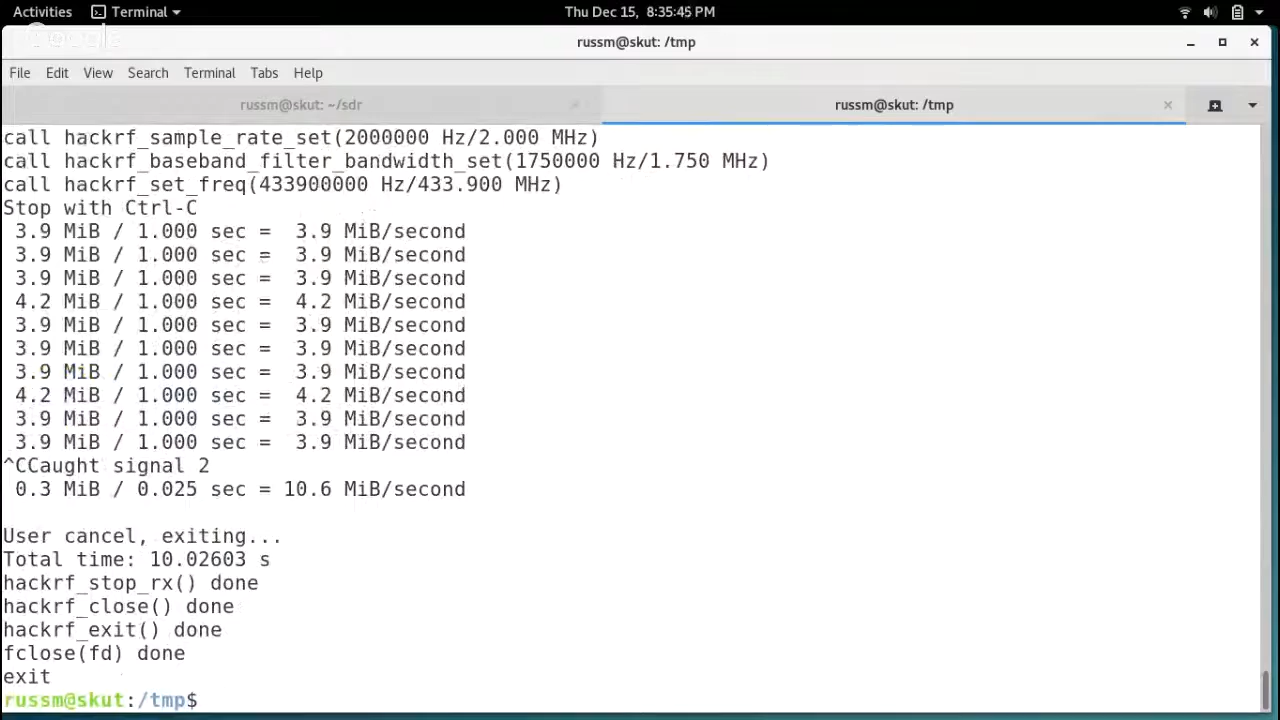 Activities Terminal Thu Dec 15, 8:35:45 PM
russm@skut: /tmp
File Edit View Search Terminal Tabs Help
russm@skut: ~/sdr russm@skut: /tmp
call hackrf_sample_rate_set(2000000 Hz/2.000 MHz)
call hackrf_baseband_filter_bandwidth_set(1750000 Hz/1.750 MHz)
call hackrf_set_freq(433900000 Hz/433.900 MHz)
Stop with Ctrl-C
3.9 MiB / 1.000 sec = 3.9 MiB/second
3.9 MiB / 1.000 sec = 3.9 MiB/second
3.9 MiB / 1.000 sec = 3.9 MiB/second
4.2 MiB / 1.000 sec = 4.2 MiB/second
3.9 MiB / 1.000 sec = 3.9 MiB/second
3.9 MiB / 1.000 sec = 3.9 MiB/second
3.9 MiB / 1.000 sec = 3.9 MiB/second
4.2 MiB / 1.000 sec = 4.2 MiB/second
3.9 MiB / 1.000 sec = 3.9 MiB/second
3.9 MiB / 1.000 sec = 3.9 MiB/second
^CCaught signal 2
0.3 MiB / 0.025 sec = 10.6 MiB/second
User cancel, exiting...
Total time: 10.02603 s
hackrf_stop_rx() done
hackrf_close() done
hackrf_exit() done
fclose(fd) done
exit
russm@skut:/tmp$